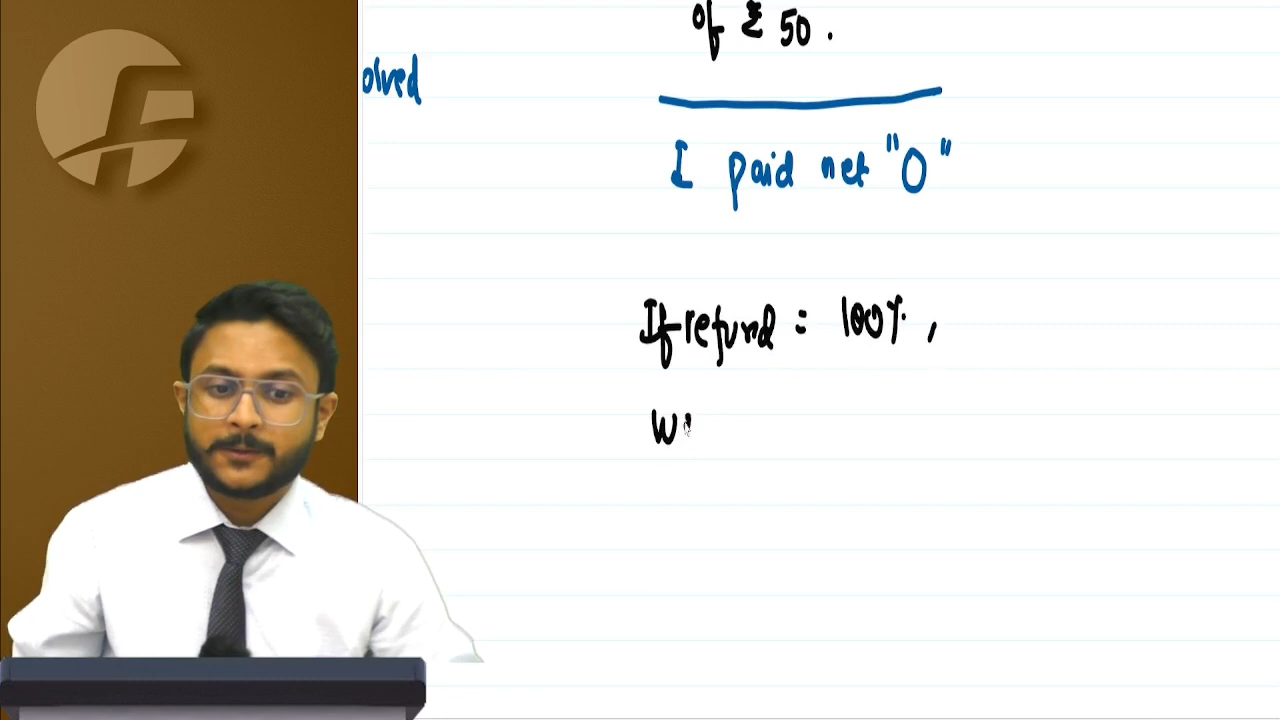 of ₹ 50.
olved
I paid net "0"
If refund = 100%,
W